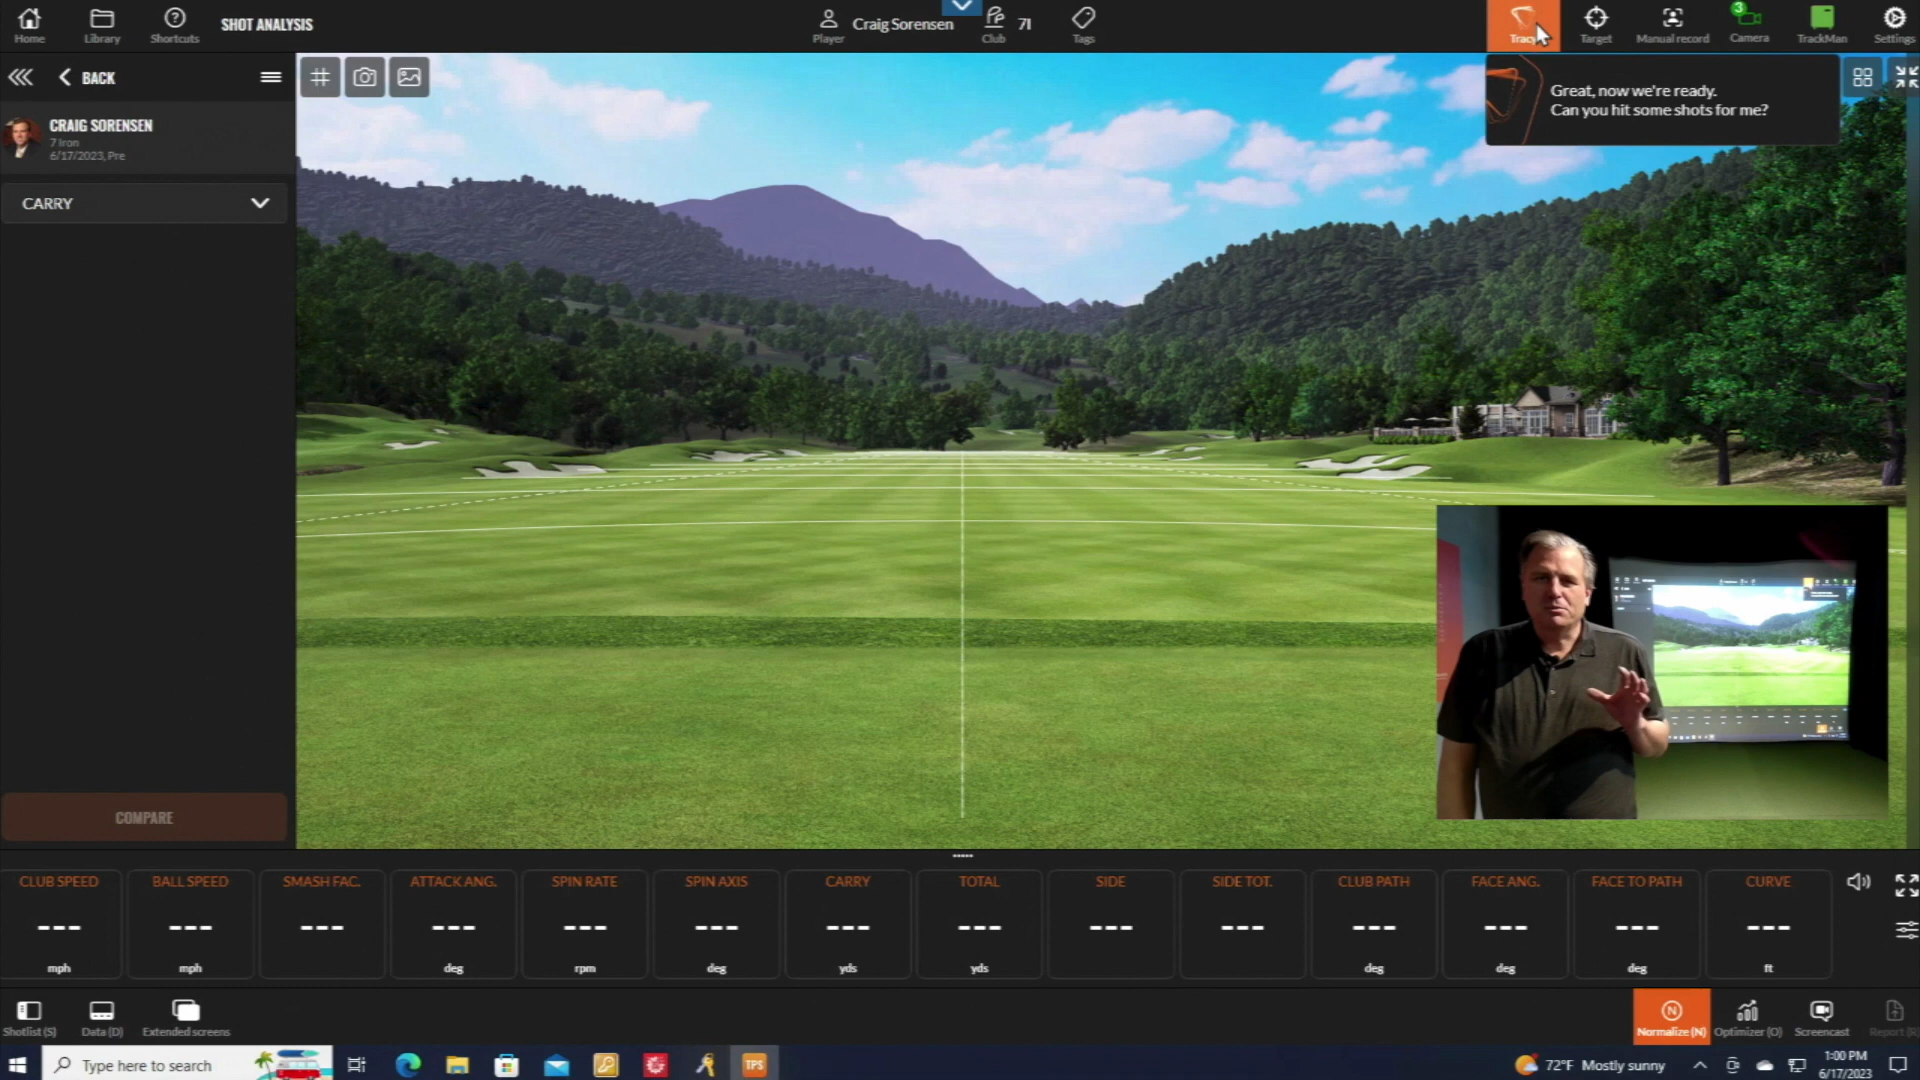 Home
Library
Shortcuts
SHOT ANALYSIS
Player
Craig Sorensen
Club
7I
Tags
Tracy
Target
Manual record
3
Camera
TrackMan
Settings
BACK
Great, now we're ready.
Can you hit some shots for me?
CRAIG SORENSEN
7 Iron
6/17/2023, Pre
CARRY
COMPARE
CLUB SPEED
BALL SPEED
SMASH FAC.
ATTACK ANG.
SPIN RATE
SPIN AXIS
CARRY
TOTAL
SIDE
SIDE TOT.
CLUB PATH
FACE ANG.
FACE TO PATH
CURVE
--- --- --- --- --- --- --- --- --- --- --- --- --- ---
mph
mph
deg
rpm
deg
yds
yds
deg
deg
deg
ft
Shotlist (S)
Data (D)
Extended screens
N
Normalize (N)
Optimizer (O)
Screencast
Report (R
Type here to search
TPS
72°F Mostly sunny
1:00 PM
6/17/2023